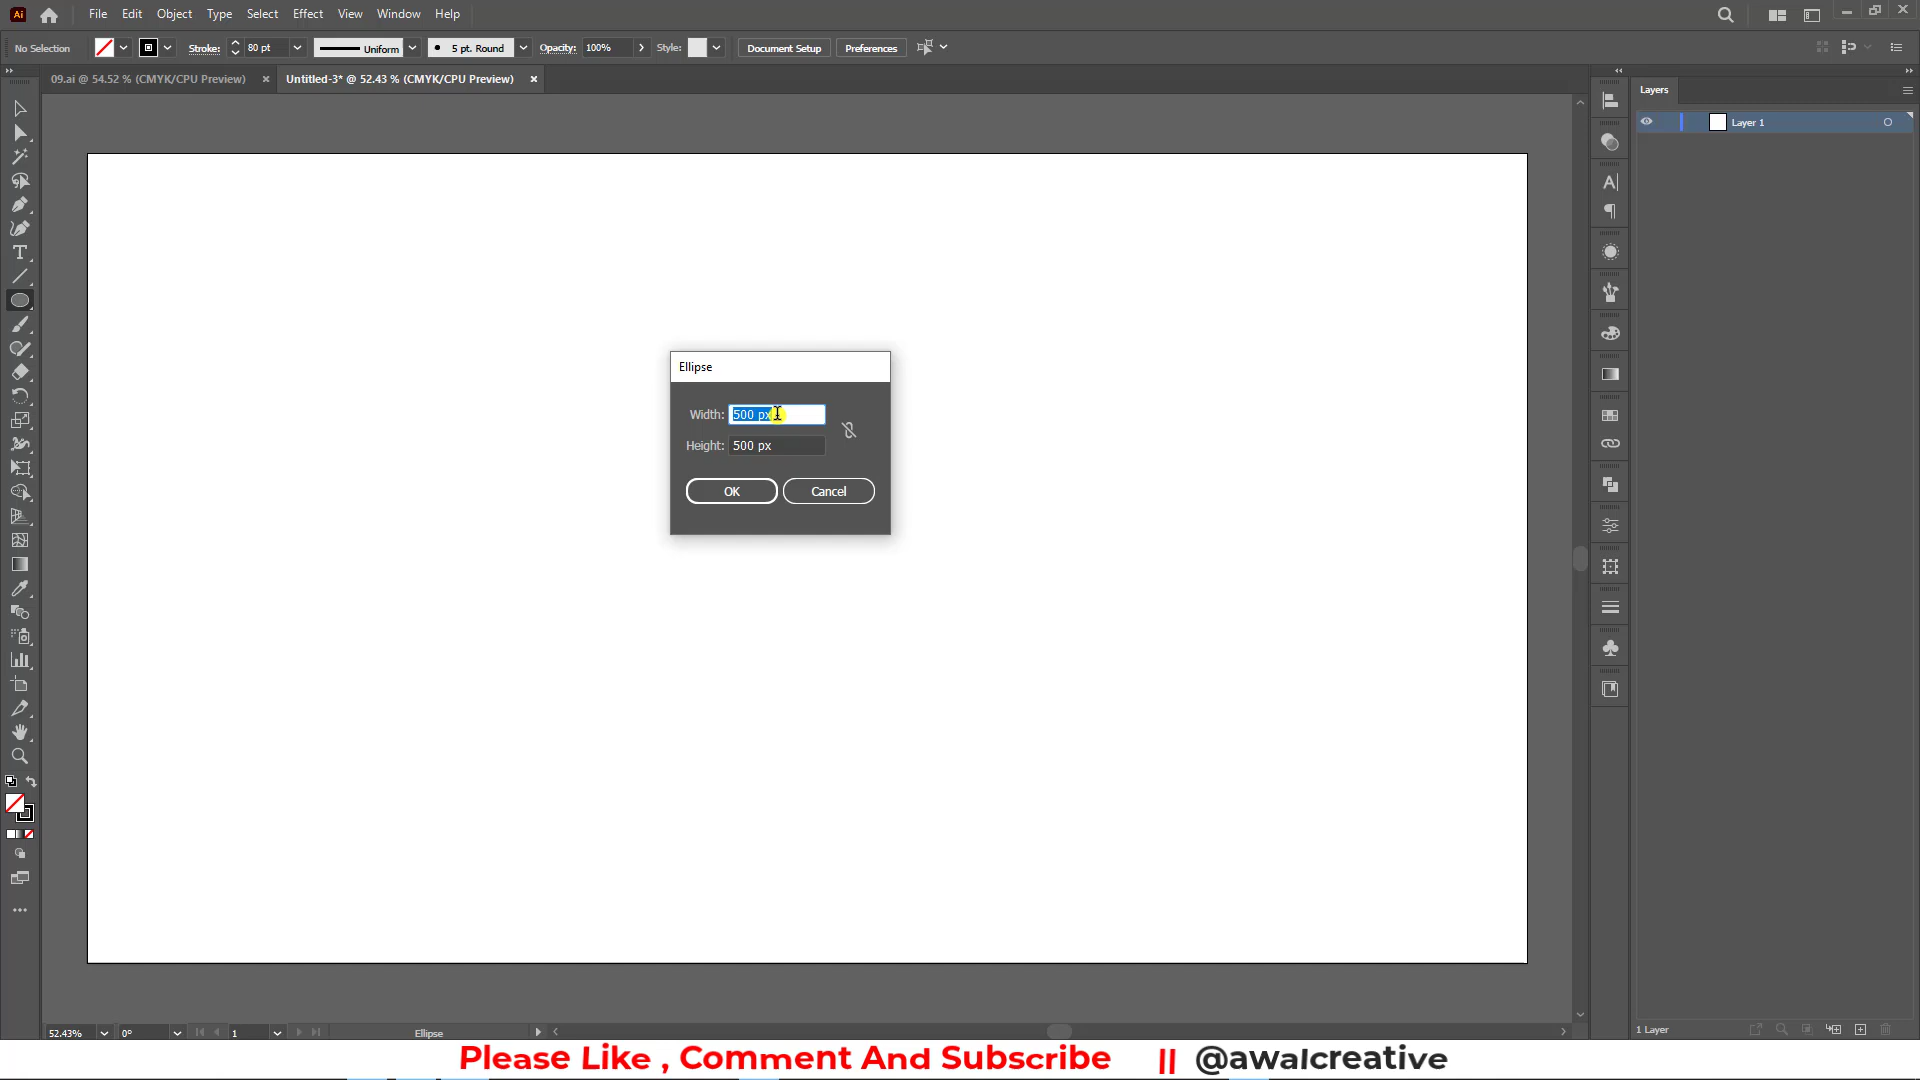 Ai File Edit Object Type Select Effect View Window Help
No Selection Stroke: 80 pt Uniform 5 pt. Round Opacity: 100% Style: Document Setup Preferences
09.ai @ 54.52 % (CMYK/CPU Preview) × Untitled-3* @ 52.43 % (CMYK/CPU Preview) ×
Layers
Layer 1
Ellipse
Width: 500 px
Height: 500 px
OK Cancel
52.43% 0° 1 Ellipse
1 Layer
Please Like , Comment And Subscribe || @awalcreative